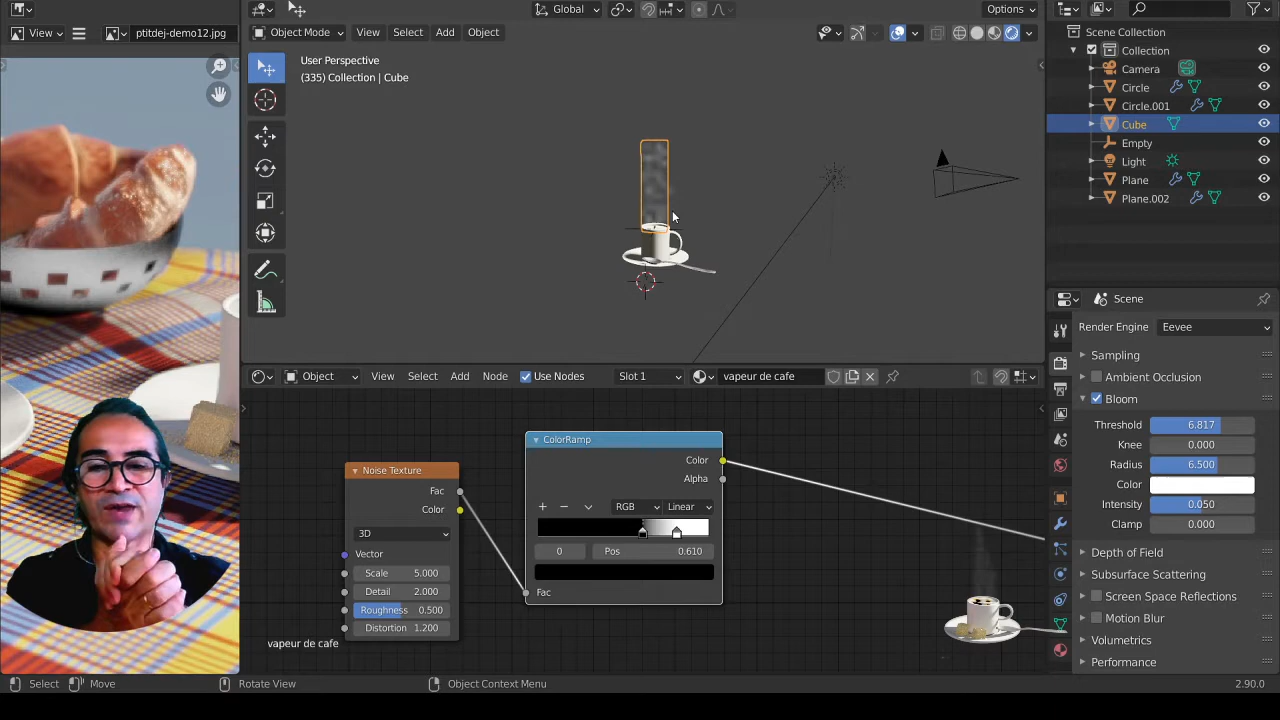 Global
Options
View
ptitdej-demo12.jpg
Object Mode
View
Select
Add
Object
User Perspective
(335) Collection | Cube
Scene Collection
Collection
Camera
Circle
Circle.001
Cube
Empty
Light
Plane
Plane.002
Scene
Render Engine
Eevee
Sampling
Ambient Occlusion
Bloom
Threshold 6.817
Knee 0.000
Radius 6.500
Color
Intensity 0.050
Clamp 0.000
Depth of Field
Subsurface Scattering
Screen Space Reflections
Motion Blur
Volumetrics
Performance
Object
View
Select
Add
Node
Use Nodes
Slot 1
vapeur de cafe
Noise Texture
Fac
Color
3D
Vector
Scale 5.000
Detail 2.000
Roughness 0.500
Distortion 1.200
ColorRamp
Color
Alpha
RGB
Linear
0
Pos 0.610
Fac
vapeur de cafe
Select
Move
Rotate View
Object Context Menu
2.90.0